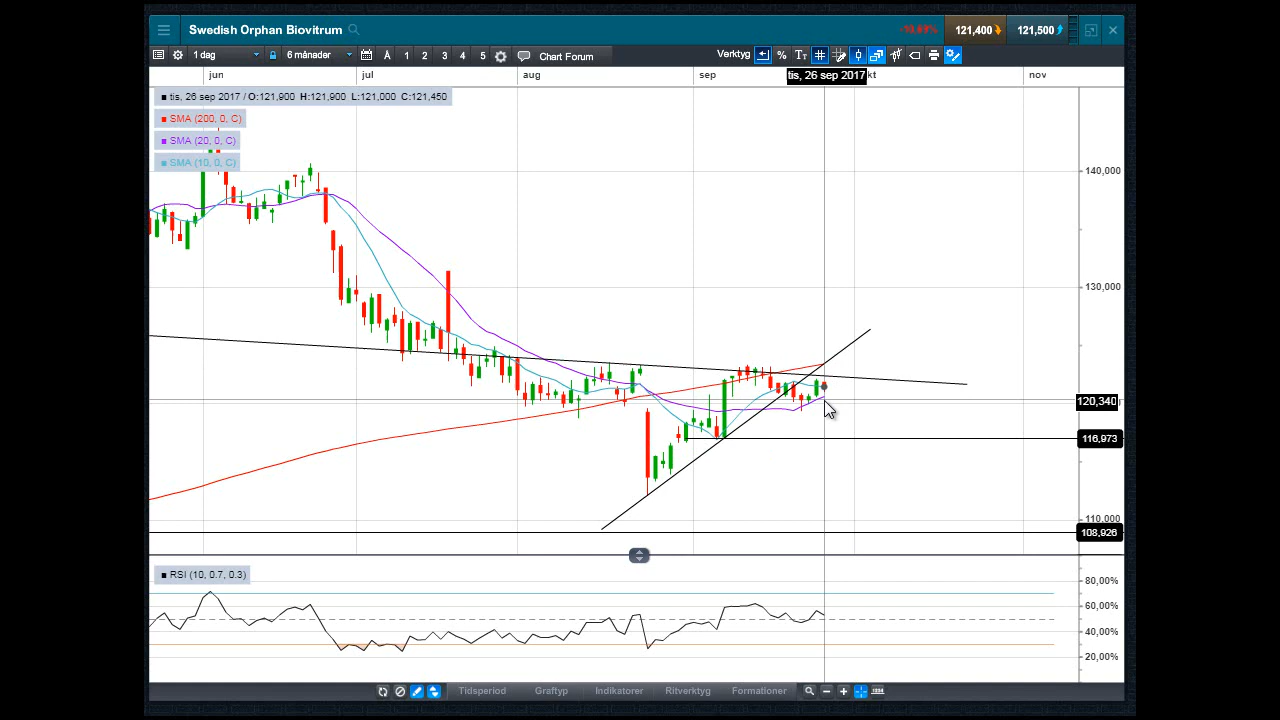 Swedish Orphan Biovitrum 121,400 121,500
1 dag 6 månader A 1 2 3 4 5 Chart Forum Verktyg % TT
jun jul aug sep tis, 26 sep 2017 kt nov
tis, 26 sep 2017 / O:121,900 H:121,900 L:121,000 C:121,450
SMA (200, 0, C)
SMA (20, 0, C)
SMA (10, 0, C)
140,000
130,000
120,340
116,973
110,000
108,926
RSI (10, 0.7, 0.3)
80,00%
60,00%
40,00%
20,00%
Tidsperiod Graftyp Indikatorer Ritverktyg Formationer